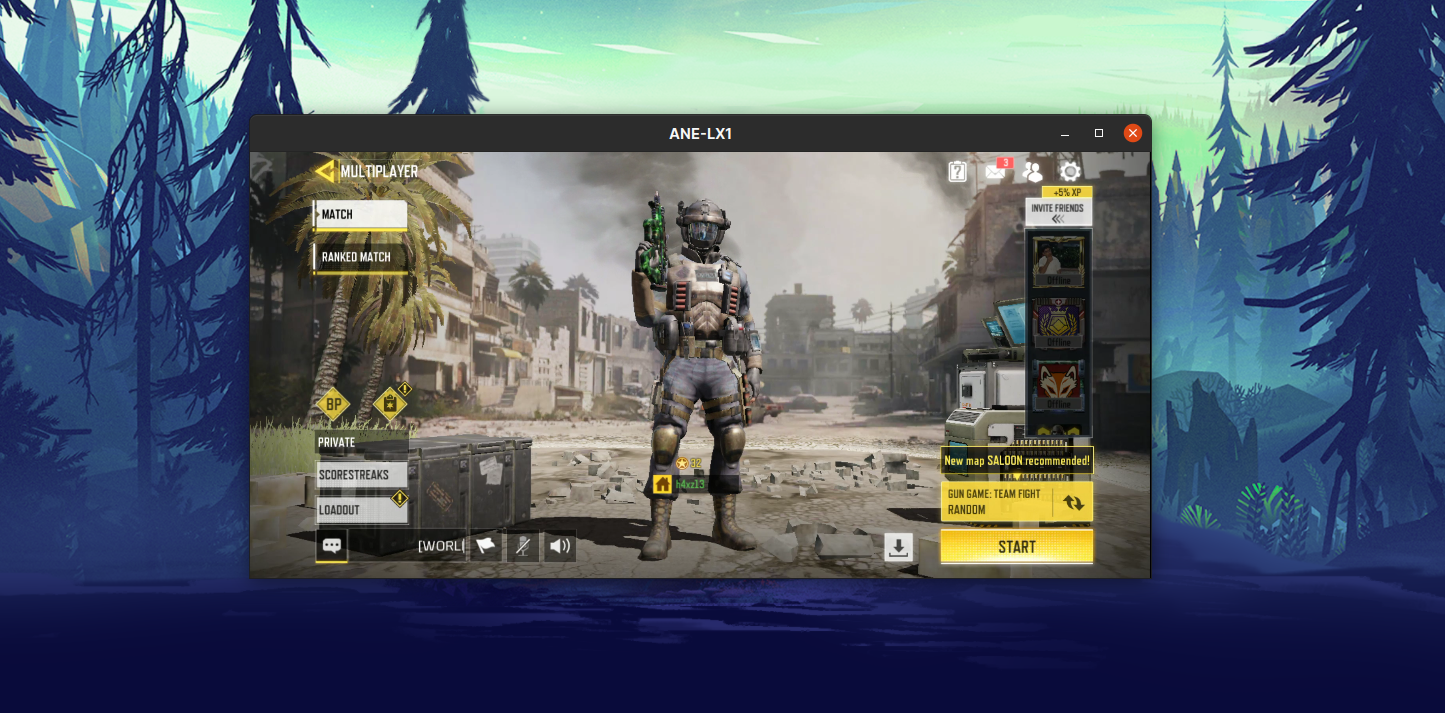 ANE-LX1
MULTIPLAYER
3
+5% XP
INVITE FRIENDS
MATCH
RANKED MATCH
Offline
Offline
Offline
BP
PRIVATE
SCORESTREAKS
LOADOUT
32
h4xz13
[WORL
New map SALOON recommended!
GUN GAME: TEAM FIGHT
RANDOM
START